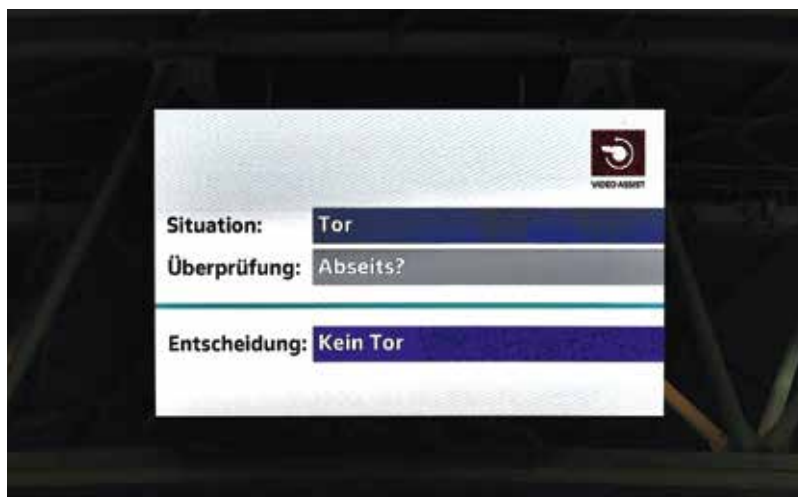 VIDEO ASSIST
Situation: Tor
Überprüfung: Abseits?
Entscheidung: Kein Tor